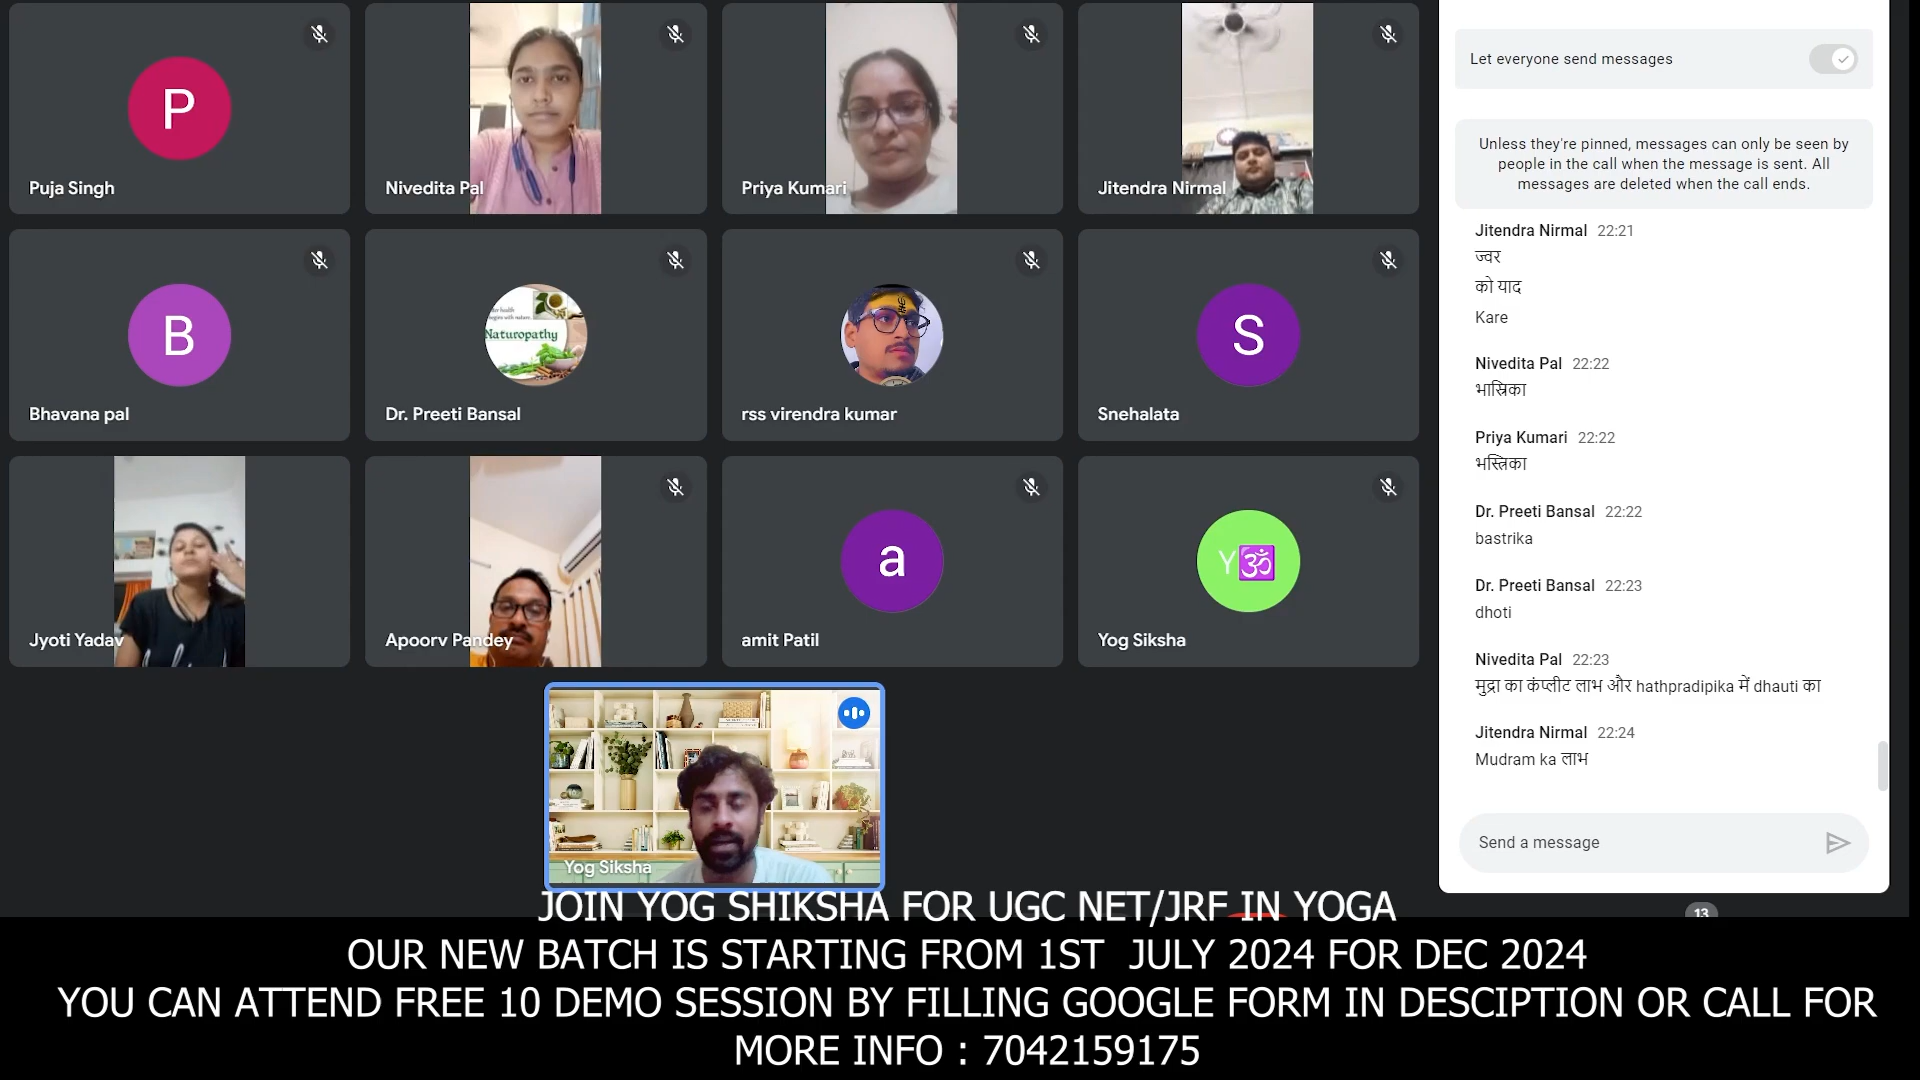 P
Puja Singh
Nivedita Pal
Priya Kumari
Jitendra Nirmal
B
Bhavana pal
Naturopathy
Dr. Preeti Bansal
rss virendra kumar
S
Snehalata
Jyoti Yadav
Apoorv Pandey
a
amit Patil
Yॐ
Yog Siksha
Yog Siksha
Let everyone send messages
Unless they're pinned, messages can only be seen by
people in the call when the message is sent. All
messages are deleted when the call ends.
Jitendra Nirmal 22:21
ज्वर
को याद
Kare
Nivedita Pal 22:22
भास्त्रिका
Priya Kumari 22:22
भस्त्रिका
Dr. Preeti Bansal 22:22
bastrika
Dr. Preeti Bansal 22:23
dhoti
Nivedita Pal 22:23
मुद्रा का कंप्लीट लाभ और hathpradipika में dhauti का
Jitendra Nirmal 22:24
Mudram ka लाभ
Send a message
13
JOIN YOG SHIKSHA FOR UGC NET/JRF IN YOGA
OUR NEW BATCH IS STARTING FROM 1ST JULY 2024 FOR DEC 2024
YOU CAN ATTEND FREE 10 DEMO SESSION BY FILLING GOOGLE FORM IN DESCIPTION OR CALL FOR
MORE INFO : 7042159175